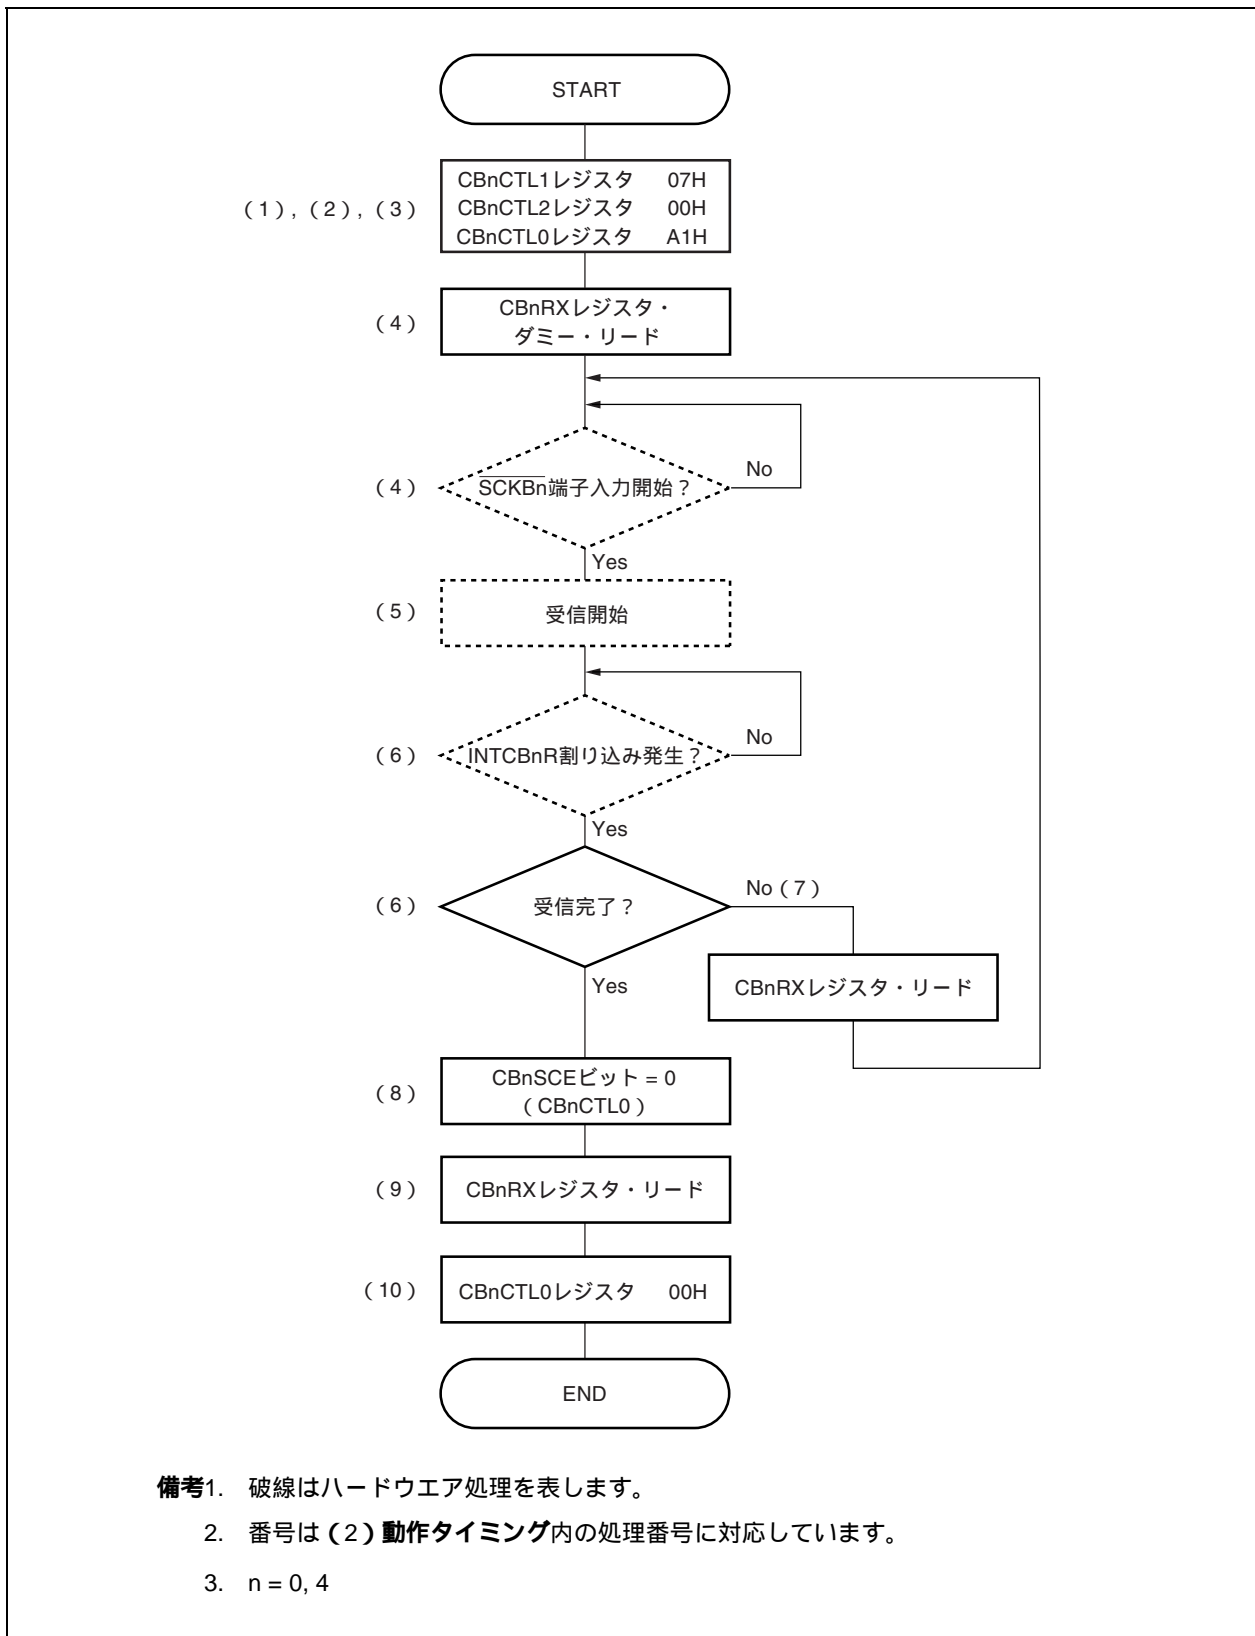 START
(1), (2), (3)
CBnCTL1レジスタ 07H
CBnCTL2レジスタ 00H
CBnCTL0レジスタ A1H
(4)
CBnRXレジスタ・
ダミー・リード
(4)
SCKBn端子入力開始？
No
Yes
(5)
受信開始
(6)
INTCBnR割り込み発生？
No
Yes
(6)
受信完了？
No (7)
Yes
CBnRXレジスタ・リード
(8)
CBnSCEビット = 0
(CBnCTL0)
(9)
CBnRXレジスタ・リード
(10)
CBnCTL0レジスタ 00H
END
備考1. 破線はハードウエア処理を表します。
2. 番号は(2)動作タイミング内の処理番号に対応しています。
3. n = 0, 4